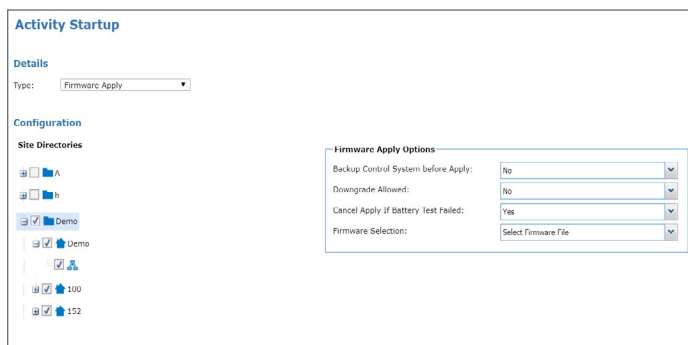 Activity Startup
Details
Type: Firmware Apply
Configuration
Site Directories
A
b
Demo
Demo
100
152
Firmware Apply Options
Backup Control System before Apply: No
Downgrade Allowed: No
Cancel Apply If Battery Test Failed: Yes
Firmware Selection: Select Firmware File